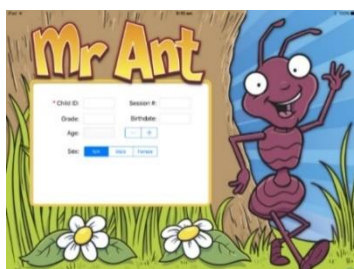 Mr Ant
* Child ID: Session #:
Grade: Birthdate:
Age: - +
Sex: Male Female